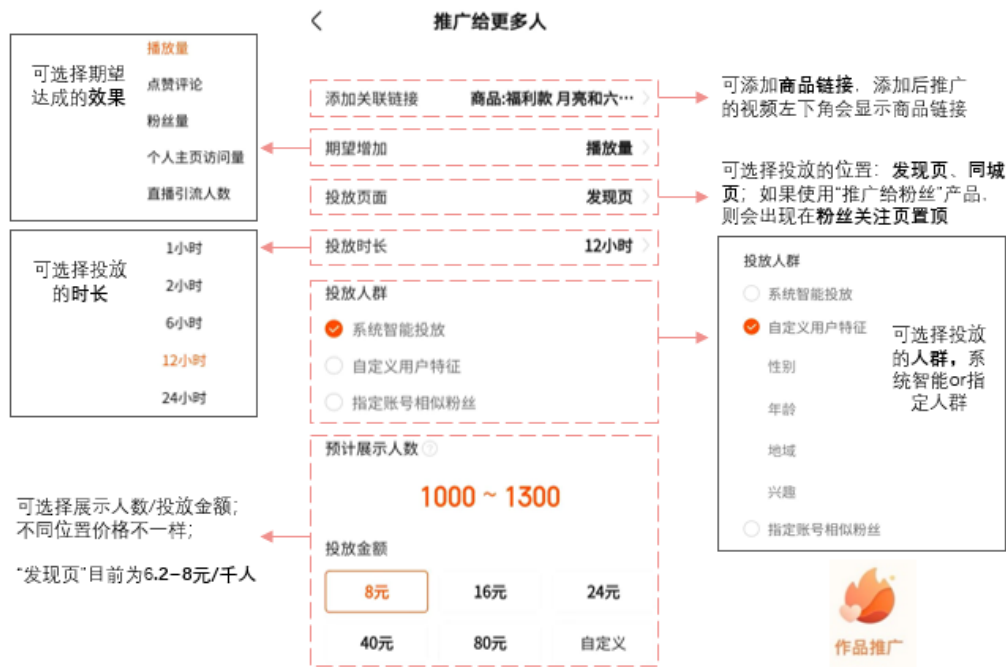 推广给更多人
播放量
点赞评论
粉丝量
个人主页访问量
直播引流人数
可选择期望
达成的效果
1小时
2小时
6小时
12小时
24小时
可选择投放
的时长
可选择展示人数/投放金额;
不同位置价格不一样;
“发现页”目前为6.2-8元/千人
添加关联链接 商品:福利款 月亮和六…
期望增加 播放量
投放页面 发现页
投放时长 12小时
投放人群
系统智能投放
自定义用户特征
指定账号相似粉丝
预计展示人数
1000 ~ 1300
投放金额
8元 16元 24元
40元 80元 自定义
可添加商品链接，添加后推广
的视频左下角会显示商品链接
可选择投放的位置：发现页、同城
页；如果使用“推广给粉丝”产品，
则会出现在粉丝关注页置顶
投放人群
系统智能投放
自定义用户特征
性别
年龄
地域
兴趣
指定账号相似粉丝
可选择投放
的人群，系
统智能or指
定人群
作品推广